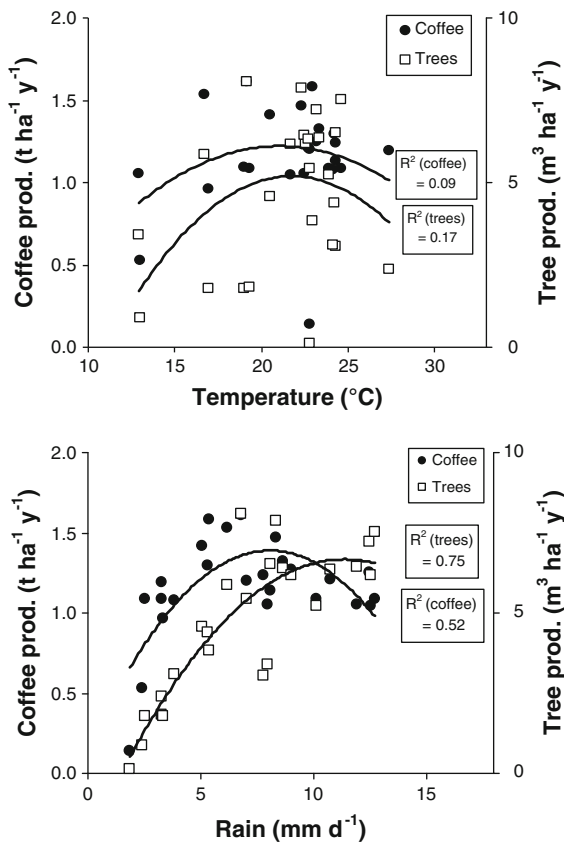 2.0
1.5
1.0
0.5
0.0
Coffee prod. (t ha⁻¹ y⁻¹)
10
5
0
Tree prod. (m³ ha⁻¹ y⁻¹)
Coffee
Trees
R² (coffee)
= 0.09
R² (trees)
= 0.17
10 15 20 25 30
Temperature (°C)
2.0
1.5
1.0
0.5
0.0
Coffee prod. (t ha⁻¹ y⁻¹)
10
5
0
Tree prod. (m³ ha⁻¹ y⁻¹)
Coffee
Trees
R² (trees)
= 0.75
R² (coffee)
= 0.52
0 5 10 15
Rain (mm d⁻¹)